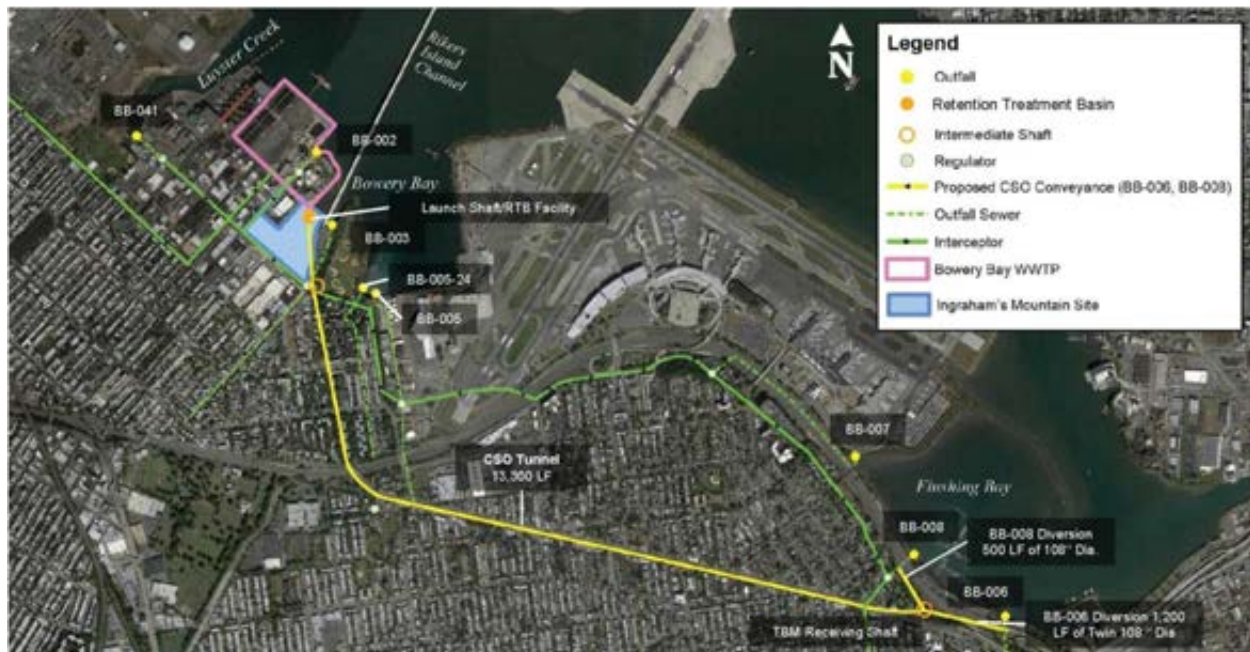 Luyster Creek
Rikers
Island
Channel
N
Legend
Outfall
Retention Treatment Basin
Intermediate Shaft
Regulator
Proposed CSO Conveyance (BB-006, BB-008)
Outfall Sewer
Interceptor
Bowery Bay WWTP
Ingraham's Mountain Site
BB-041
BB-002
Bowery Bay
Launch Shaft/RTB Facility
BB-003
BB-005-24
BB-005
CSO Tunnel
13,300 LF
BB-007
Flushing Bay
BB-008
BB-008 Diversion
500 LF of 108" Dia.
BB-006
TBM Receiving Shaft
BB-006 Diversion 1,200
LF of Twin 108" Dia